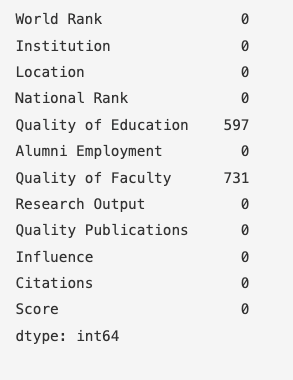 World Rank 0
Institution 0
Location 0
National Rank 0
Quality of Education 597
Alumni Employment 0
Quality of Faculty 731
Research Output 0
Quality Publications 0
Influence 0
Citations 0
Score 0
dtype: int64